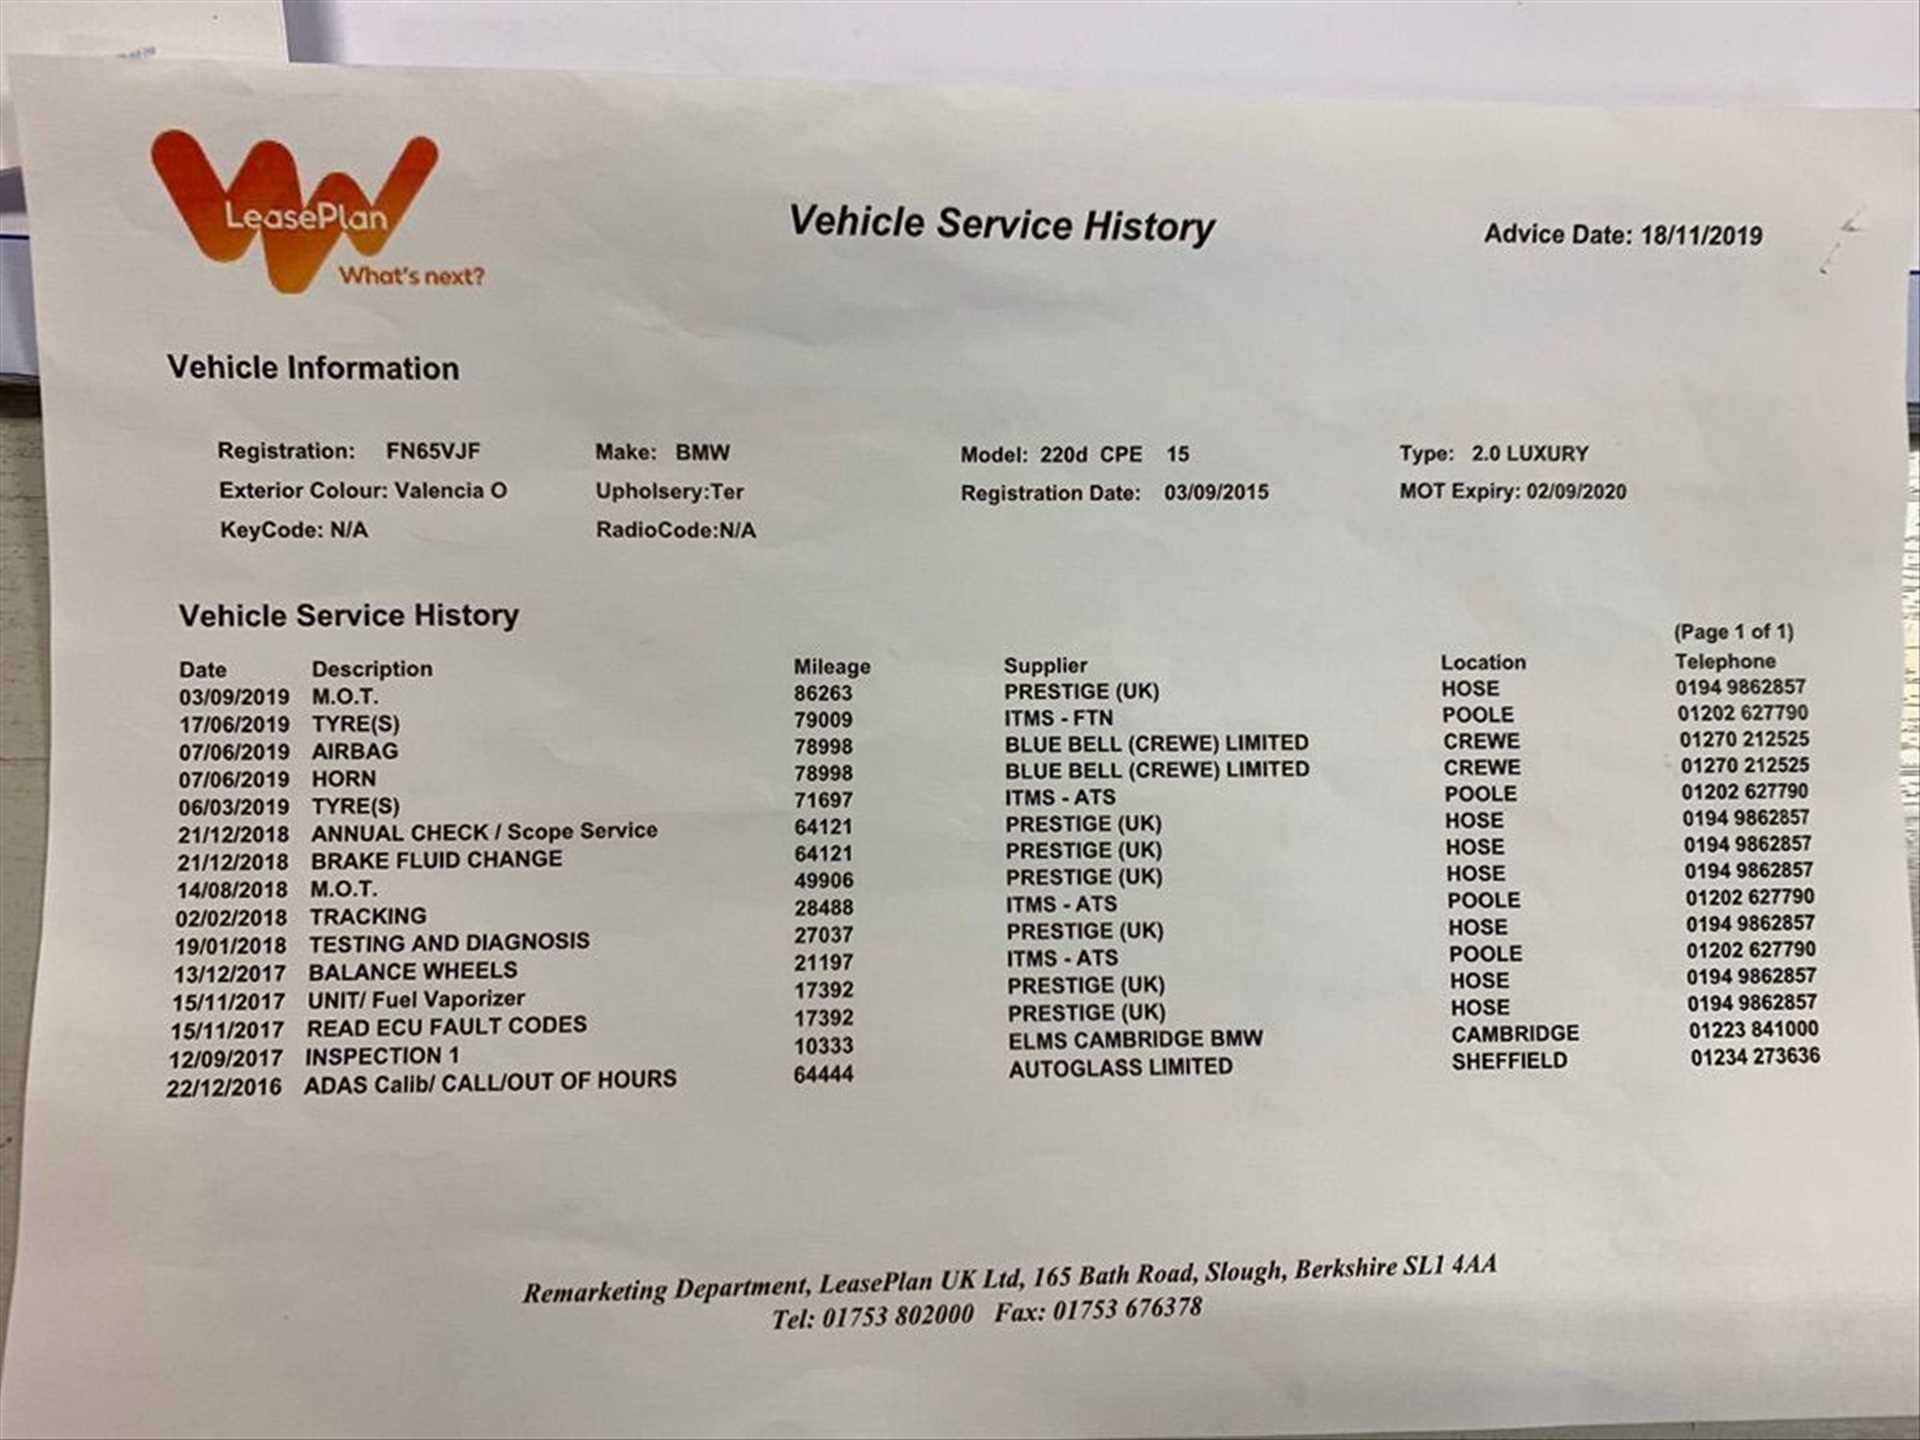 LeasePlan
What's next?
Vehicle Service History
Advice Date: 18/11/2019
Vehicle Information
Registration: FN65VJF Make: BMW Model: 220d CPE 15 Type: 2.0 LUXURY
Exterior Colour: Valencia O Upholsery:Ter Registration Date: 03/09/2015 MOT Expiry: 02/09/2020
KeyCode: N/A RadioCode:N/A
Vehicle Service History
(Page 1 of 1)
Date Description Mileage Supplier Location Telephone
03/09/2019 M.O.T. 86263 PRESTIGE (UK) HOSE 0194 9862857
17/06/2019 TYRE(S) 79009 ITMS - FTN POOLE 01202 627790
07/06/2019 AIRBAG 78998 BLUE BELL (CREWE) LIMITED CREWE 01270 212525
07/06/2019 HORN 78998 BLUE BELL (CREWE) LIMITED CREWE 01270 212525
06/03/2019 TYRE(S) 71697 ITMS - ATS POOLE 01202 627790
21/12/2018 ANNUAL CHECK / Scope Service 64121 PRESTIGE (UK) HOSE 0194 9862857
21/12/2018 BRAKE FLUID CHANGE 64121 PRESTIGE (UK) HOSE 0194 9862857
14/08/2018 M.O.T. 49906 PRESTIGE (UK) HOSE 0194 9862857
02/02/2018 TRACKING 28488 ITMS - ATS POOLE 01202 627790
19/01/2018 TESTING AND DIAGNOSIS 27037 PRESTIGE (UK) HOSE 0194 9862857
13/12/2017 BALANCE WHEELS 21197 ITMS - ATS POOLE 01202 627790
15/11/2017 UNIT/ Fuel Vaporizer 17392 PRESTIGE (UK) HOSE 0194 9862857
15/11/2017 READ ECU FAULT CODES 17392 PRESTIGE (UK) HOSE 0194 9862857
12/09/2017 INSPECTION 1 10333 ELMS CAMBRIDGE BMW CAMBRIDGE 01223 841000
22/12/2016 ADAS Calib/ CALL/OUT OF HOURS 64444 AUTOGLASS LIMITED SHEFFIELD 01234 273636
Remarketing Department, LeasePlan UK Ltd, 165 Bath Road, Slough, Berkshire SL1 4AA
Tel: 01753 802000 Fax: 01753 676378